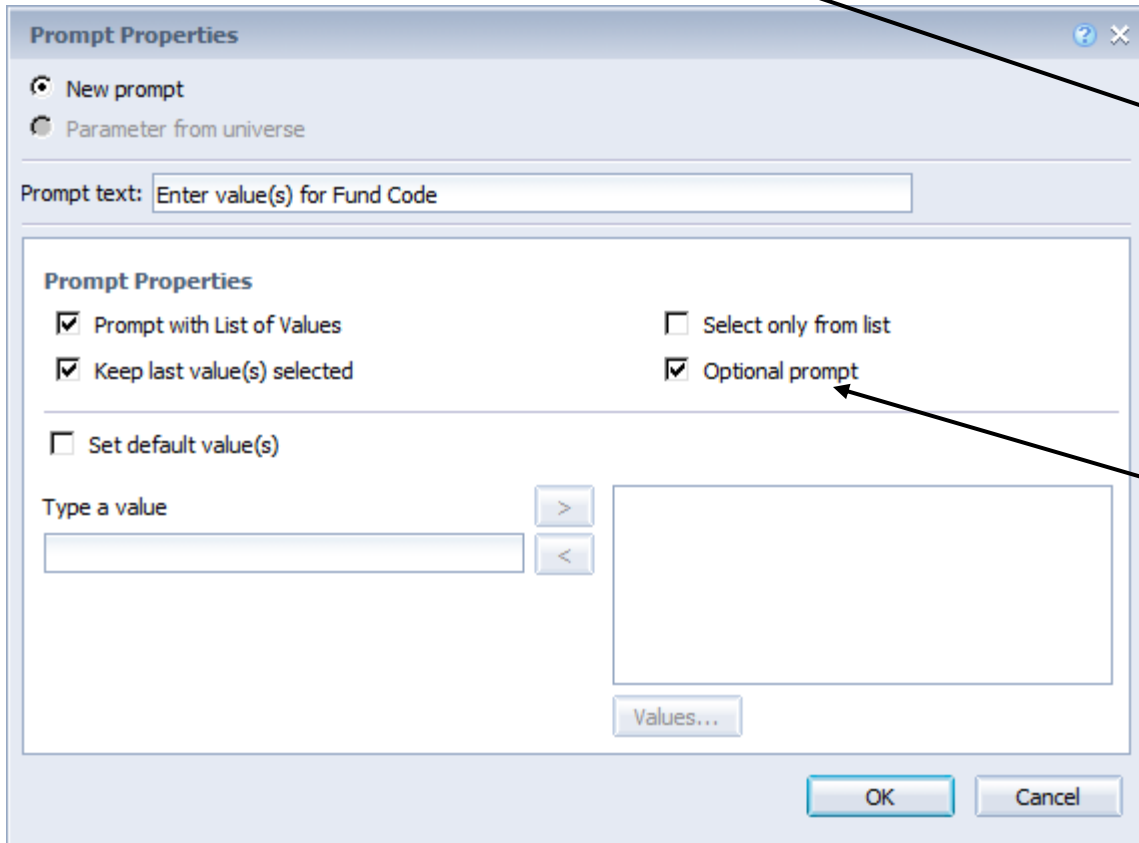 Prompt Properties
New prompt
Parameter from universe
Prompt text: Enter value(s) for Fund Code
Prompt Properties
Prompt with List of Values Select only from list
Keep last value(s) selected Optional prompt
Set default value(s)
Type a value >
<
Values...
OK Cancel